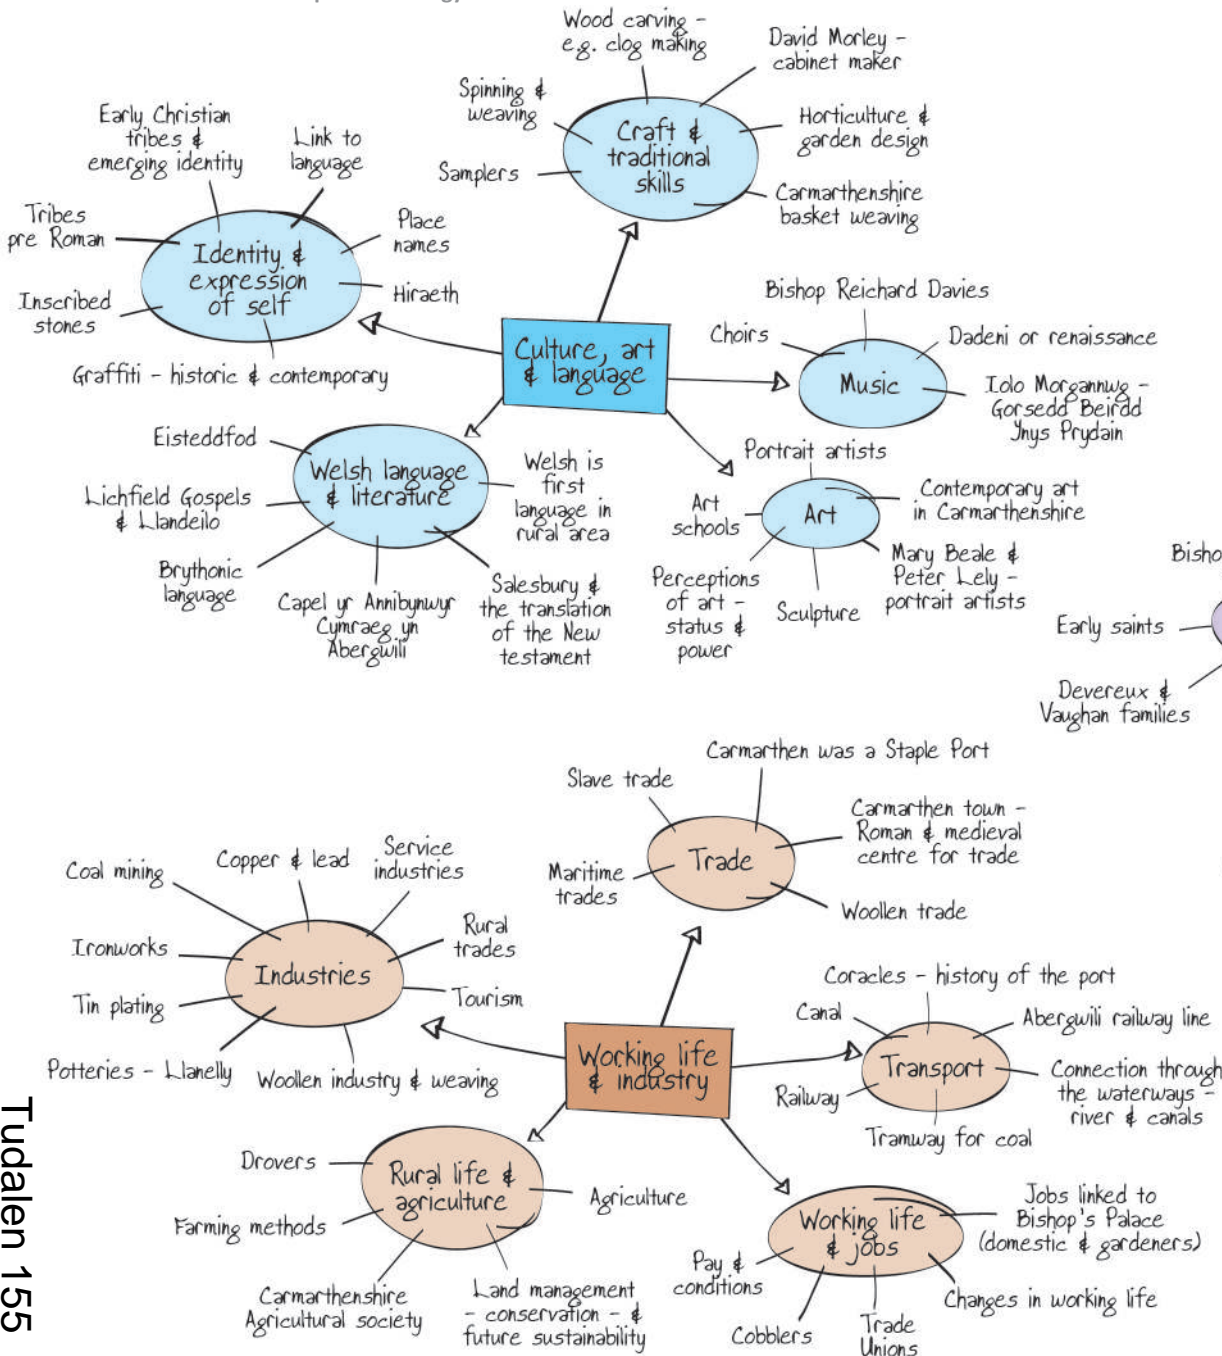 Wood carving -
e.g. clog making
David Morley -
cabinet maker
Spinning &
weaving
Horticulture &
garden design
Samplers
Carmarthenshire
basket weaving
Craft &
traditional
skills
Early Christian
tribes &
emerging identity
Link to
language
Tribes
pre Roman
Place
names
Inscribed
stones
Hiraeth
Graffiti - historic & contemporary
Identity &
expression
of self
Culture, art
& language
Bishop Reichard Davies
Choirs
Dadeni or renaissance
Music
Iolo Morgannwg -
Gorsedd Beirdd
Ynys Prydain
Eisteddfod
Welsh language
& literature
Welsh is
first
language in
rural area
Lichfield Gospels
& Llandeilo
Brythonic
language
Capel yr Annibynwyr
Cymraeg yn
Abergwili
Salesbury &
the translation
of the New
testament
Portrait artists
Art
schools
Art
Contemporary art
in Carmarthenshire
Perceptions
of art -
status &
power
Sculpture
Mary Beale &
Peter Lely -
portrait artists
Bisho
Early saints
Devereux &
Vaughan families
Carmarthen was a Staple Port
Slave trade
Carmarthen town -
Roman & medieval
centre for trade
Trade
Maritime
trades
Woollen trade
Coal mining
Copper & lead
Service
industries
Ironworks
Rural
trades
Industries
Tin plating
Tourism
Potteries - Llanelly
Woollen industry & weaving
Working life
& industry
Coracles - history of the port
Canal
Abergwili railway line
Transport
Connection through
the waterways -
river & canals
Railway
Tramway for coal
Drovers
Rural life &
agriculture
Agriculture
Farming methods
Carmarthenshire
Agricultural society
Land management
- conservation - &
future sustainability
Working life
& jobs
Jobs linked to
Bishop's Palace
(domestic & gardeners)
Pay &
conditions
Changes in working life
Cobblers
Trade
Unions
Tudalen 155